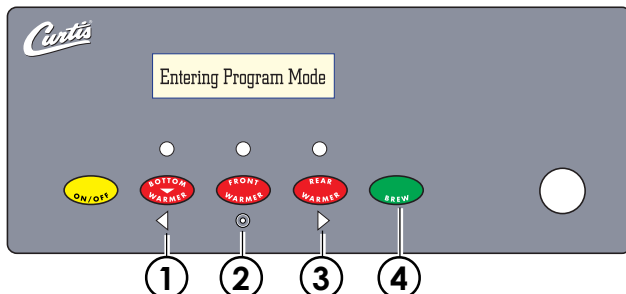 Curtis
Entering Program Mode
ON/OFF
BOTTOM
WARMER
FRONT
WARMER
REAR
WARMER
BREW
1 2 3 4